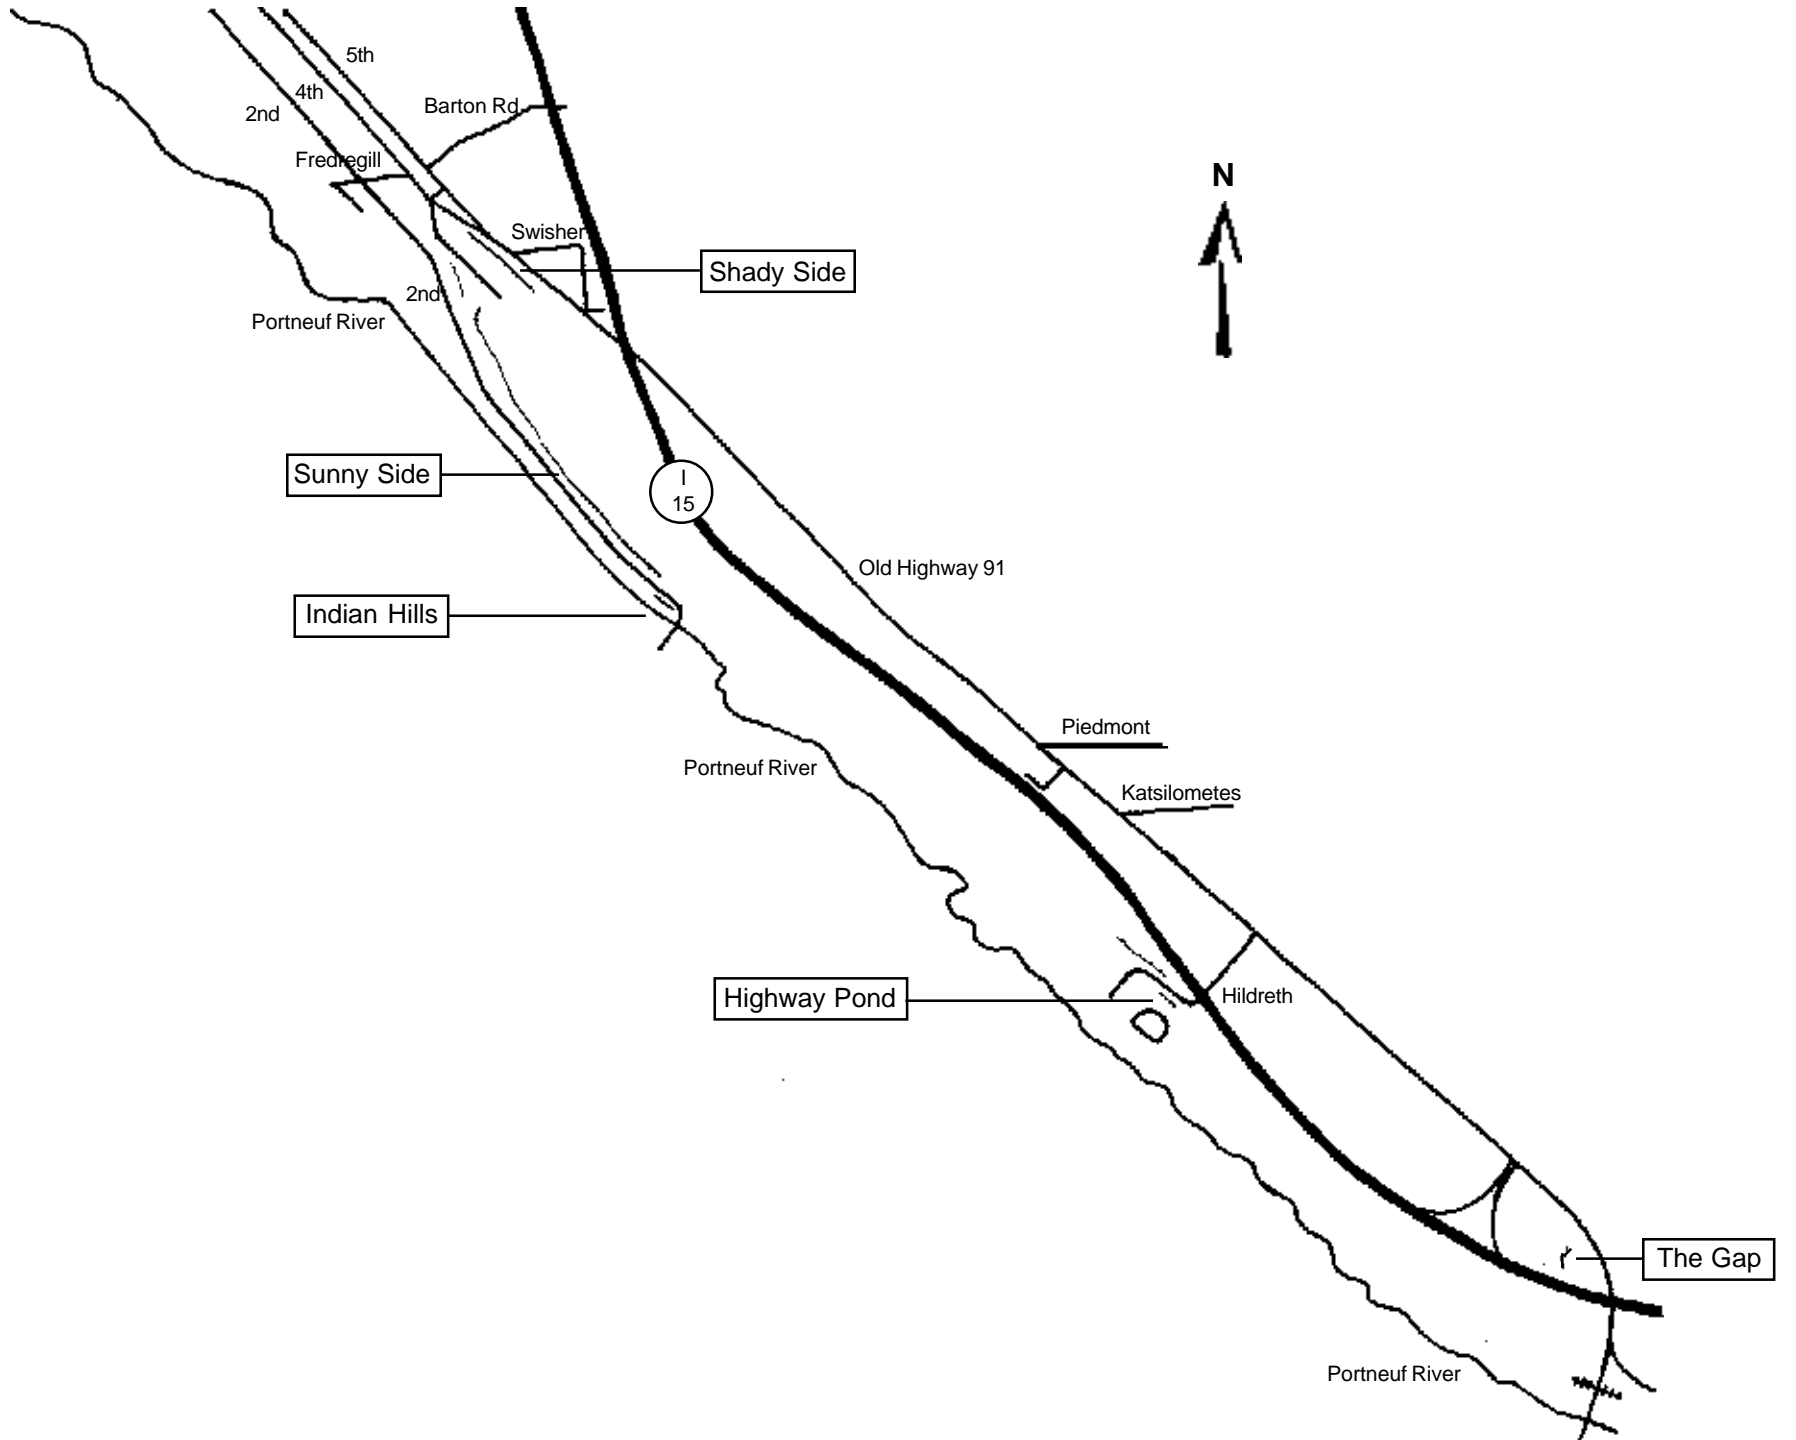 5th
4th
Barton Rd
2nd
Fredregill
N
Swisher
Shady Side
2nd
Portneuf River
Sunny Side
I
15
Old Highway 91
Indian Hills
Piedmont
Portneuf River
Katsilometes
Highway Pond
Hildreth
The Gap
Portneuf River